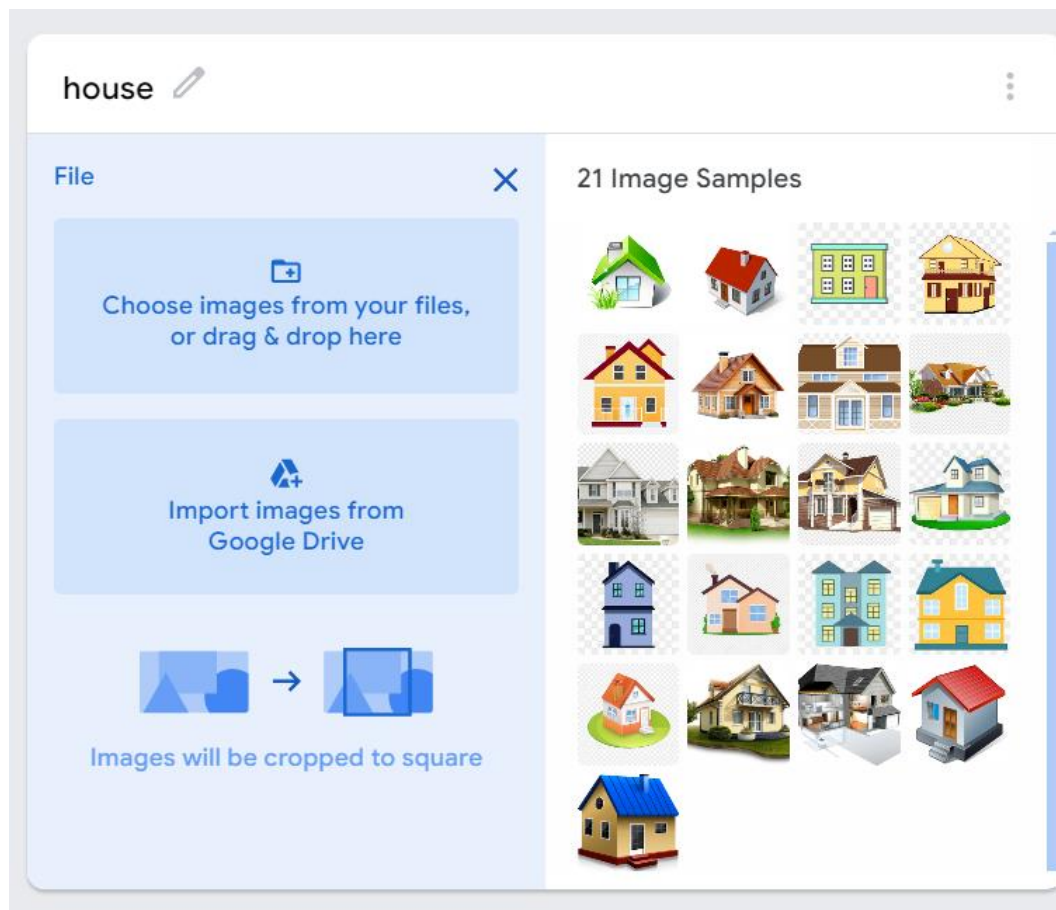 house
File
Choose images from your files,
or drag & drop here
Import images from
Google Drive
Images will be cropped to square
21 Image Samples